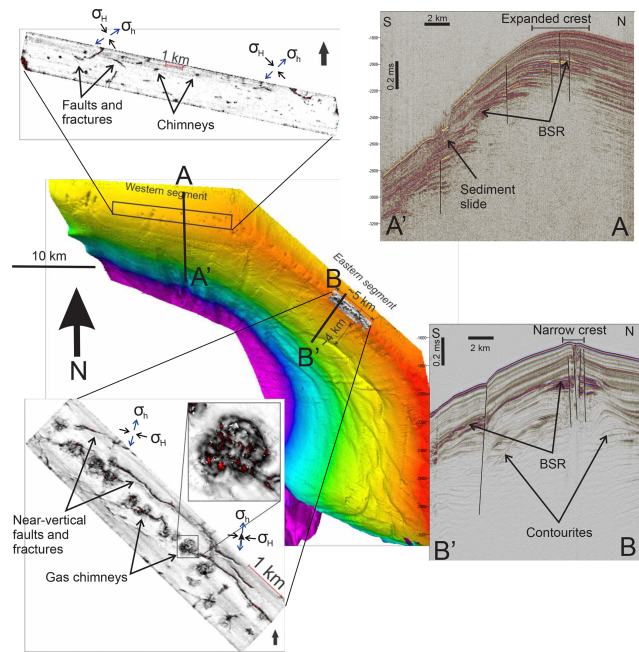 σH
σh
1 km
σH
σh
Faults and
fractures
Chimneys
S
2 km
Expanded crest
N
0.2 ms
BSR
Sediment
slide
A'
A
A
Western segment
10 km
A'
B
Eastern segment
~5 km
~4 km
B'
N
S
0.2 ms
2 km
Narrow crest
N
BSR
Contourites
B'
B
σh
σH
Near-vertical
faults and
fractures
Gas chimneys
σh
σH
1 km